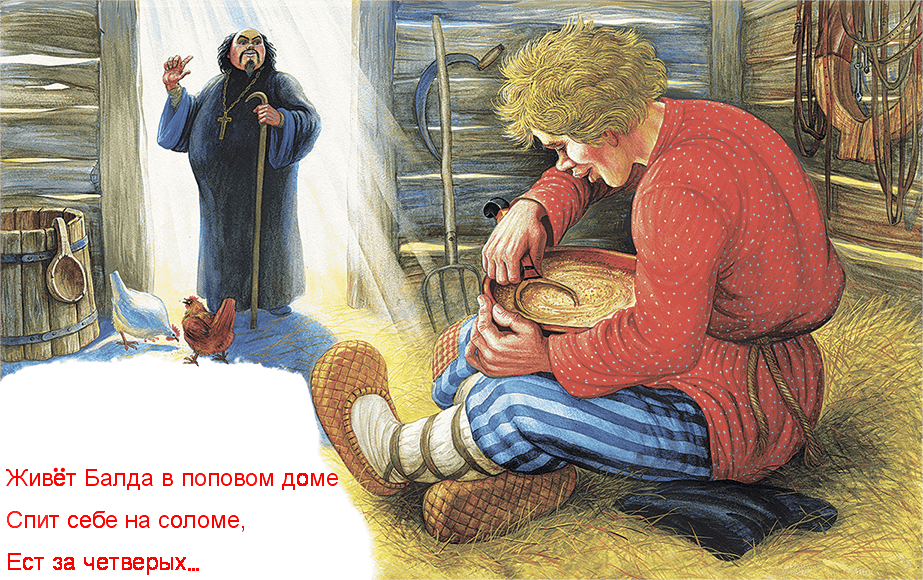 Живёт Балда в поповом доме
Спит себе на соломе,
Ест за четверых...